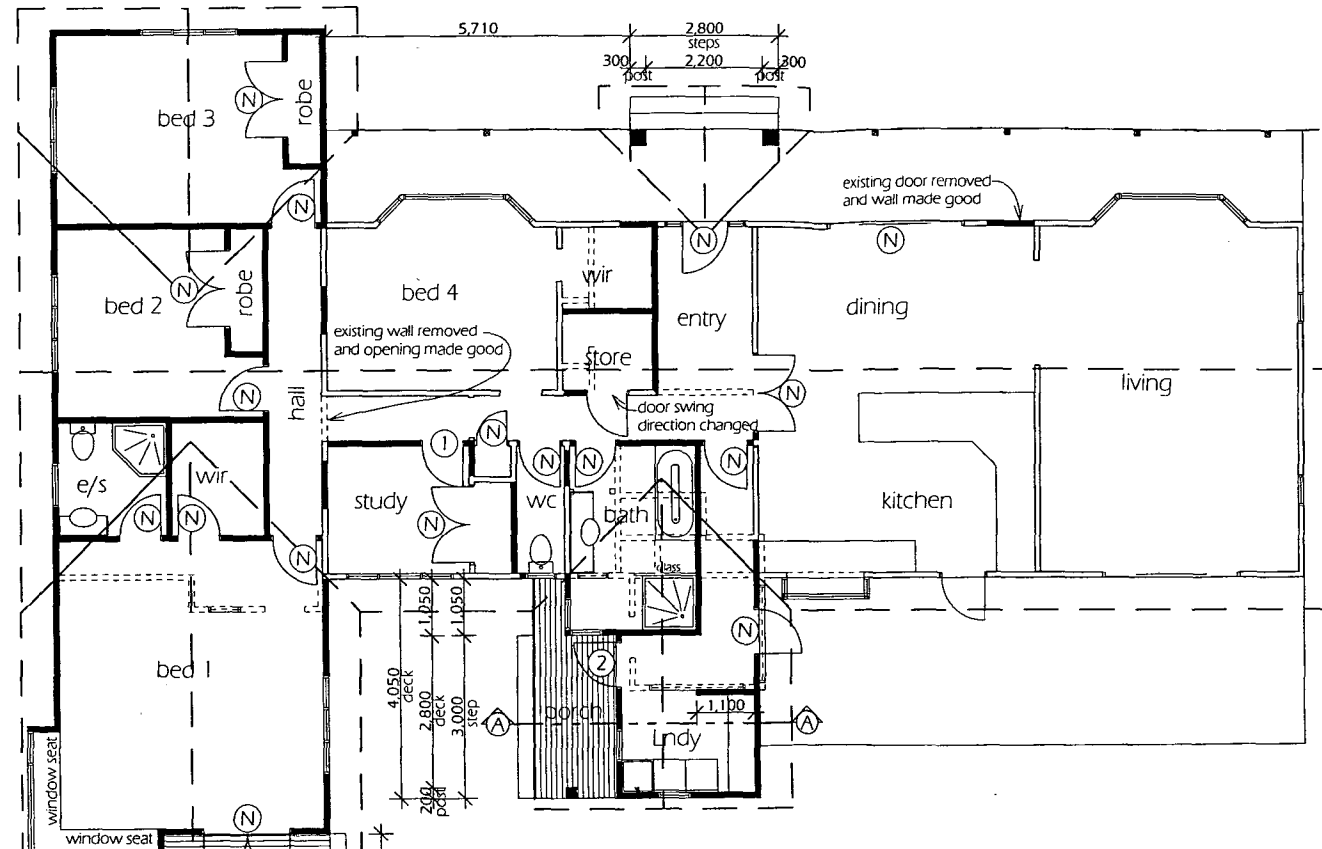 5,710
2,800
steps
300
2,200
300
post
post
bed 3
N
robe
N
existing door removed
and wall made good
N
N
bed 2
N
robe
bed 4
wir
entry
dining
existing wall removed
and opening made good
store
living
N
hall
N
door swing
direction changed
1
N
N
N
N
e/s
wir
study
N
wc
bath
kitchen
N
N
N
glass
1,050
1,050
N
bed 1
2
4,050
deck
2,800
deck
3,000
step
porch
1,100
A
A
Lndy
window seat
200
post
N
window seat